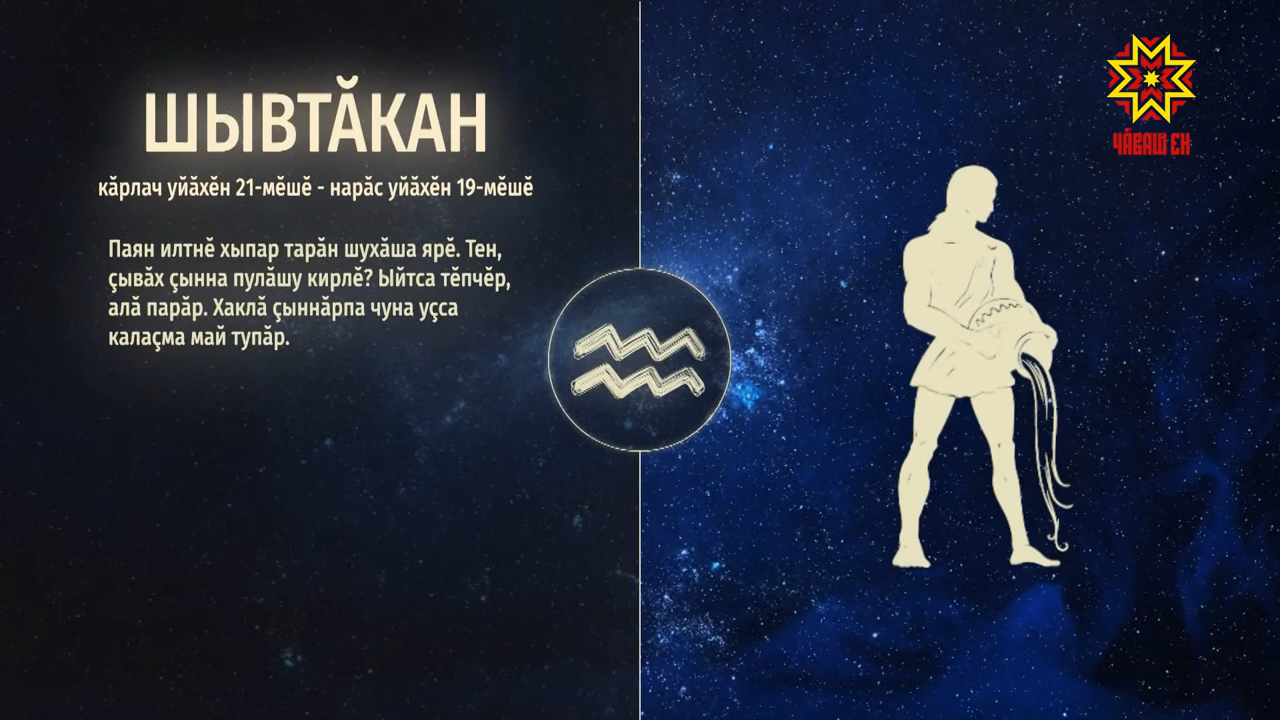 ШЫВТӐКАН
кӑрлач уйӑхӗн 21-мӗшӗ - нарӑс уйӑхӗн 19-мӗшӗ
Паян илтнӗ хыпар тарӑн шухӑша ярӗ. Тен,
ҫывӑх ҫынна пулӑшу кирлӗ? Ыйтса тӗпчӗр,
алӑ парӑр. Хаклӑ ҫыннӑрпа чуна уҫса
калаҫма май тупӑр.
ЧӐВАШ ЕН